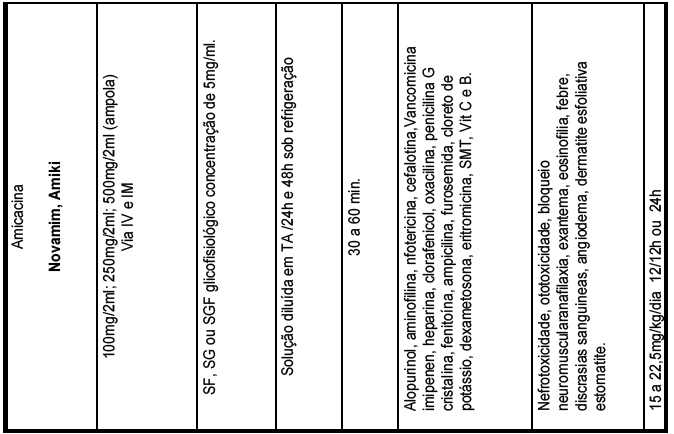 Amicacina
Novamim, Amiki
100mg/2ml; 250mg/2ml; 500mg/2ml (ampola)
Via IV e IM
SF, SG ou SGF glicofisiológico concentração de 5mg/ml.
Solução diluída em TA /24h e 48h sob refrigeração
30 a 60 min.
Alopurinol, aminofilina, nfotericina, cefalotina,Vancomicina
imipenen, heparina, clorafenicol, oxacilina, penicilina G
cristalina, fenitoína, ampicilina, furosemida, cloreto de
potássio, dexametosona, eritromicina, SMT, Vit C e B.
Nefrotoxicidade, ototoxicidade, bloqueio
neuromuscularanafilaxia, exantema, eosinofilia, febre,
discrasias sanguineas, angiodema, dermatite esfoliativa
estomatite.
15 a 22,5mg/kg/dia 12/12h ou 24h